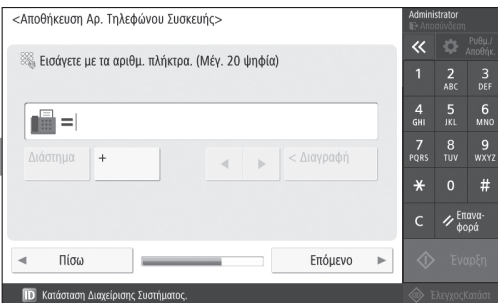 <Αποθήκευση Αρ. Τηλεφώνου Συσκευής>
Εισάγετε με τα αριθμ. πλήκτρα. (Μέγ. 20 ψηφία)
=
Διάστημα + ◀ ▶ < Διαγραφή
◀ Πίσω Επόμενο ▶
ID Κατάσταση Διαχείρισης Συστήματος.
Administrator
Αποσύνδεση
Ρυθμ./
Αποθήκ.
1 2 3
ABC DEF
4 5 6
GHI JKL MNO
7 8 9
PQRS TUV WXYZ
* 0 #
C Επανα-
φορά
Έναρξη
ΈλεγχοςΚατάστ